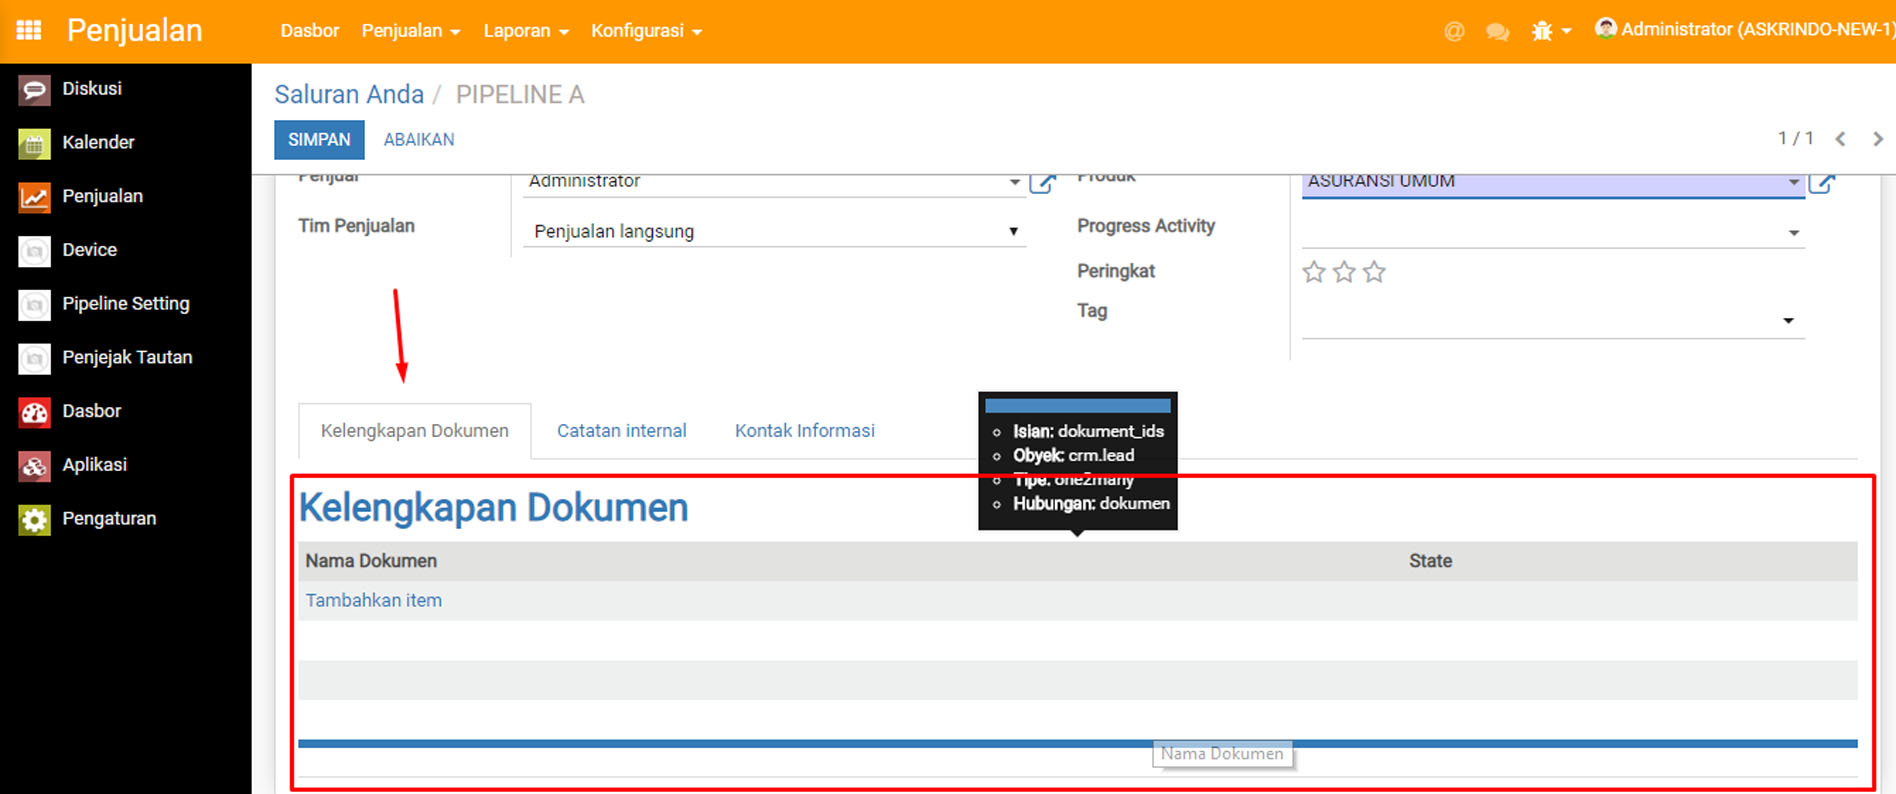 Penjualan
Dasbor Penjualan Laporan Konfigurasi
@ Administrator (ASKRINDO-NEW-1)
Diskusi
Kalender
Penjualan
Device
Pipeline Setting
Penjejak Tautan
Dasbor
Aplikasi
Pengaturan
Saluran Anda / PIPELINE A
SIMPAN ABAIKAN
1 / 1
Penjual Administrator
Tim Penjualan Penjualan langsung
Produk ASURANSI UMUM
Progress Activity
Peringkat
Tag
Kelengkapan Dokumen Catatan internal Kontak Informasi
Isian: dokument_ids
Obyek: crm.lead
Tipe: one2many
Hubungan: dokumen
Kelengkapan Dokumen
Nama Dokumen State
Tambahkan item
Nama Dokumen